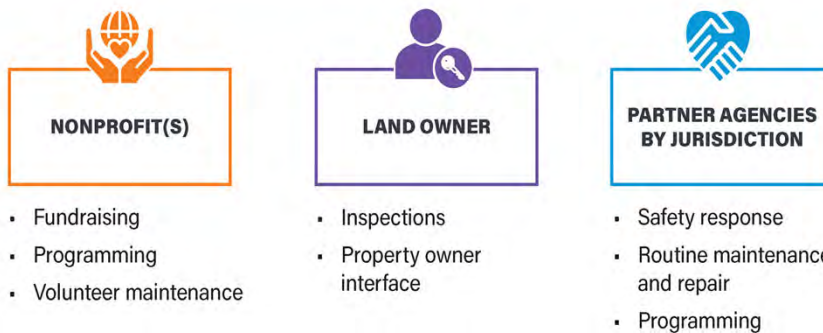 NONPROFIT(S)
▪ Fundraising
▪ Programming
▪ Volunteer maintenance
LAND OWNER
▪ Inspections
▪ Property owner
interface
PARTNER AGENCIES
BY JURISDICTION
▪ Safety response
▪ Routine maintenance
and repair
▪ Programming